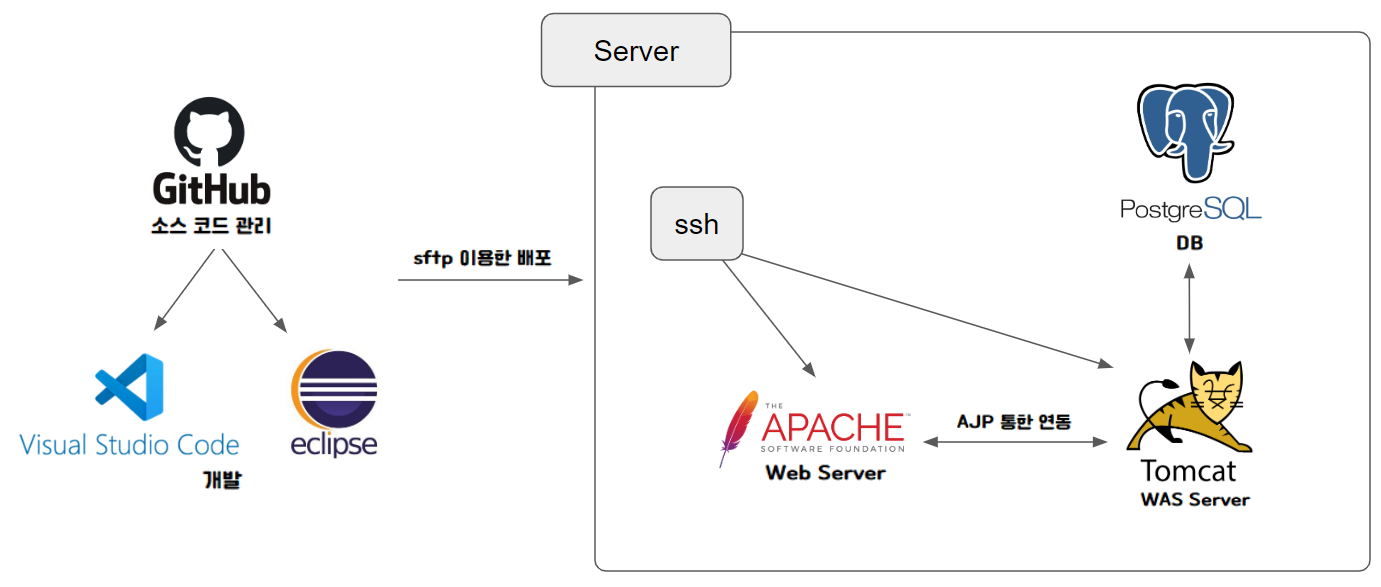 Server
GitHub
소스 코드 관리
Visual Studio Code
eclipse
개발
sftp 이용한 배포
ssh
PostgreSQL
DB
THE
APACHE™
SOFTWARE FOUNDATION
Web Server
AJP 통한 연동
Tomcat
WAS Server